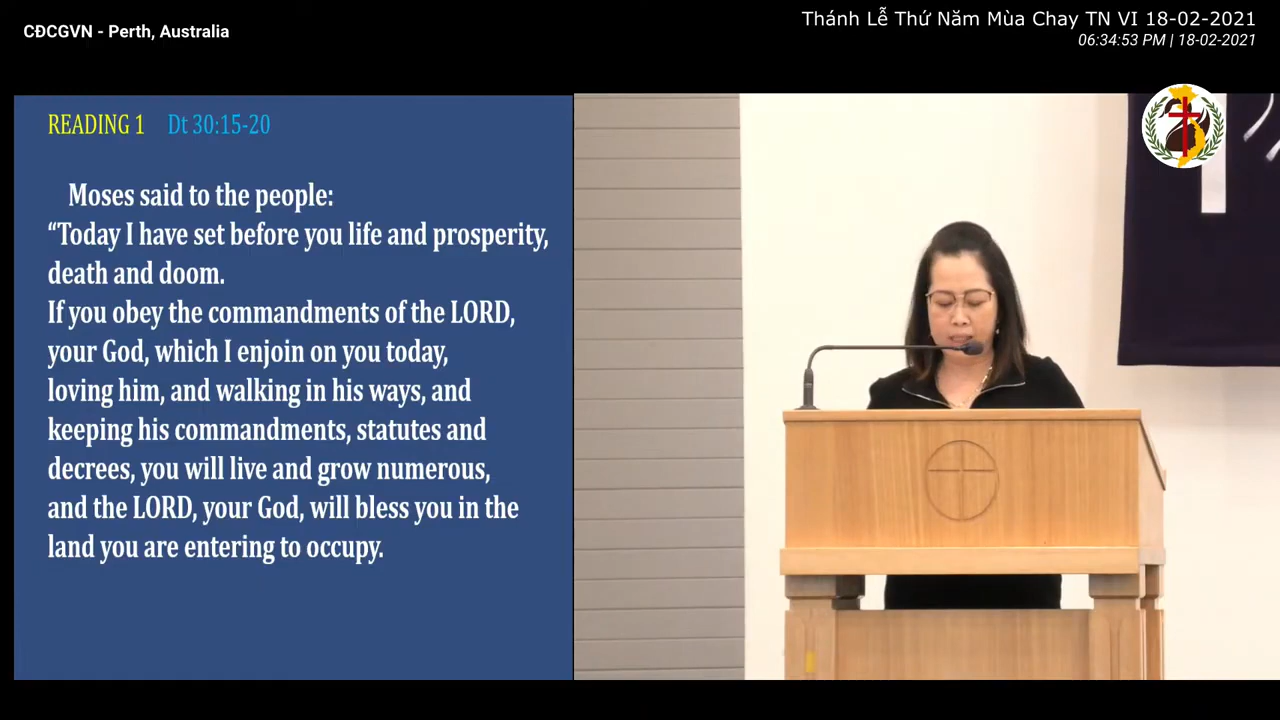 CĐCGVN - Perth, Australia
Thánh Lễ Thứ Năm Mùa Chay TN VI 18-02-2021
06:34:53 PM | 18-02-2021
READING 1 Dt 30:15-20
Moses said to the people:
“Today I have set before you life and prosperity,
death and doom.
If you obey the commandments of the LORD,
your God, which I enjoin on you today,
loving him, and walking in his ways, and
keeping his commandments, statutes and
decrees, you will live and grow numerous,
and the LORD, your God, will bless you in the
land you are entering to occupy.